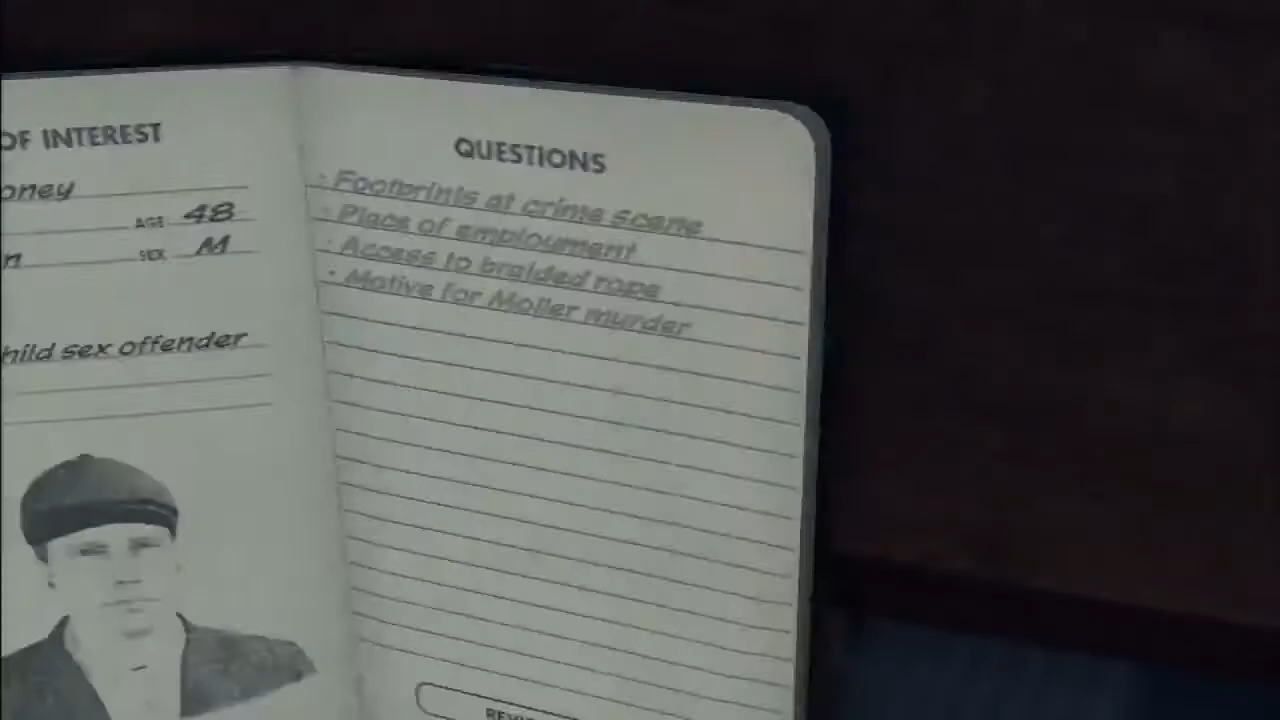 OF INTEREST
oney
AGE 48
n
SEX M
hild sex offender
QUESTIONS
· Footprints at crime scene
· Place of employment
· Access to braided rope
· Motive for Moller murder